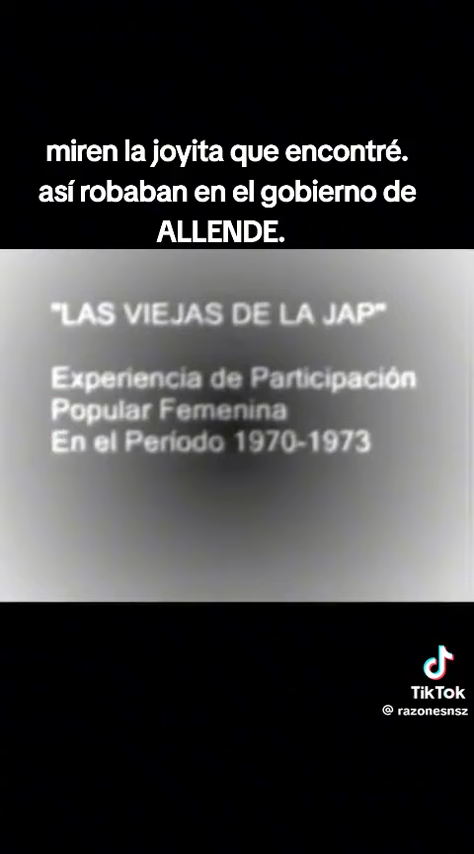 miren la joyita que encontré.
así robaban en el gobierno de
ALLENDE.
"LAS VIEJAS DE LA JAP"
Experiencia de Participación
Popular Femenina
En el Período 1970-1973
TikTok
@ razonesnsz